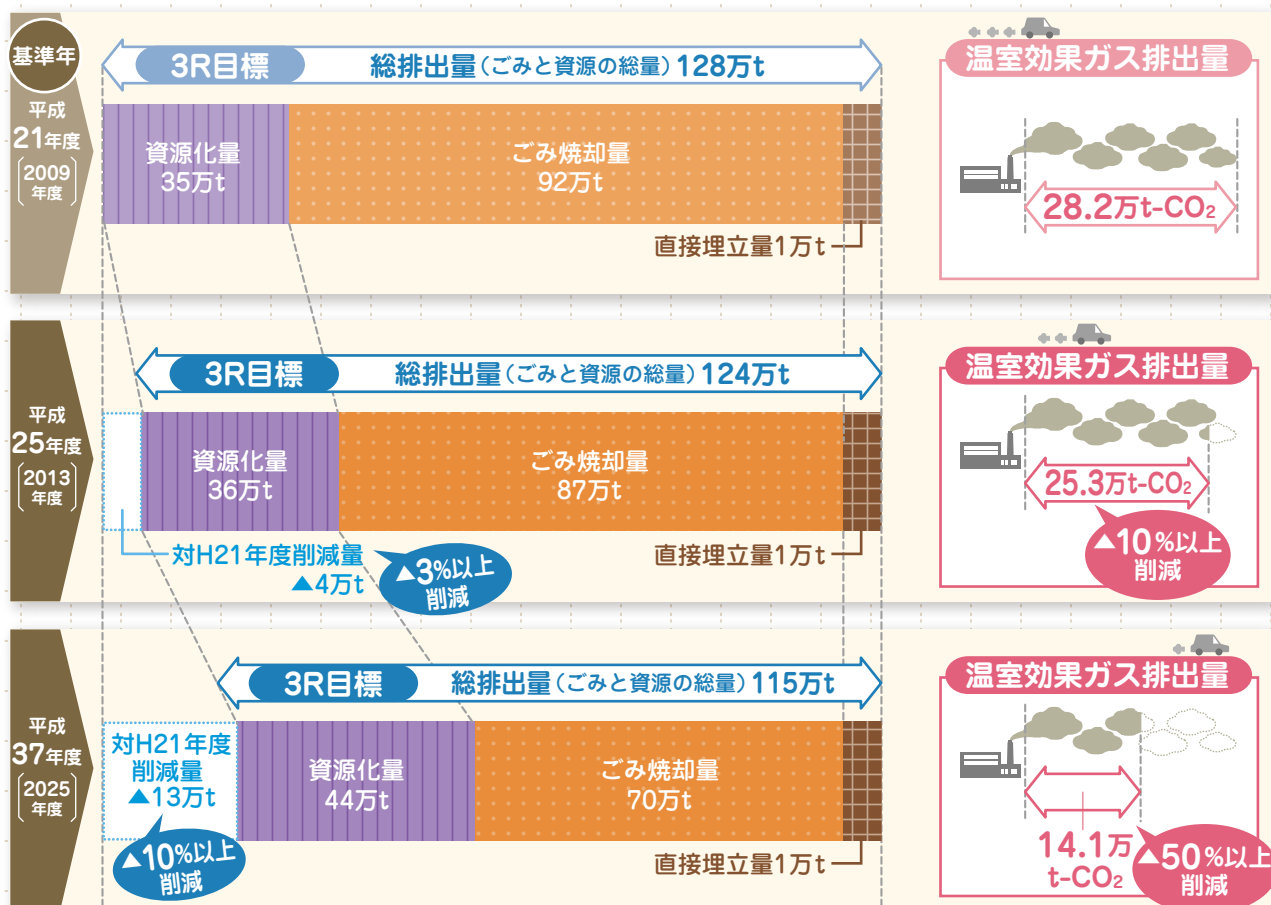 基準年
平成
21年度
2009
年度
3R目標
総排出量(ごみと資源の総量)128万t
資源化量
35万t
ごみ焼却量
92万t
直接埋立量1万t
温室効果ガス排出量
28.2万t-CO₂
平成
25年度
2013
年度
3R目標
総排出量(ごみと資源の総量)124万t
資源化量
36万t
ごみ焼却量
87万t
対H21年度削減量
▲4万t
▲3%以上
削減
直接埋立量1万t
温室効果ガス排出量
25.3万t-CO₂
▲10%以上
削減
平成
37年度
2025
年度
3R目標
総排出量(ごみと資源の総量)115万t
対H21年度
削減量
▲13万t
▲10%以上
削減
資源化量
44万t
ごみ焼却量
70万t
直接埋立量1万t
温室効果ガス排出量
14.1万
t-CO₂
▲50%以上
削減